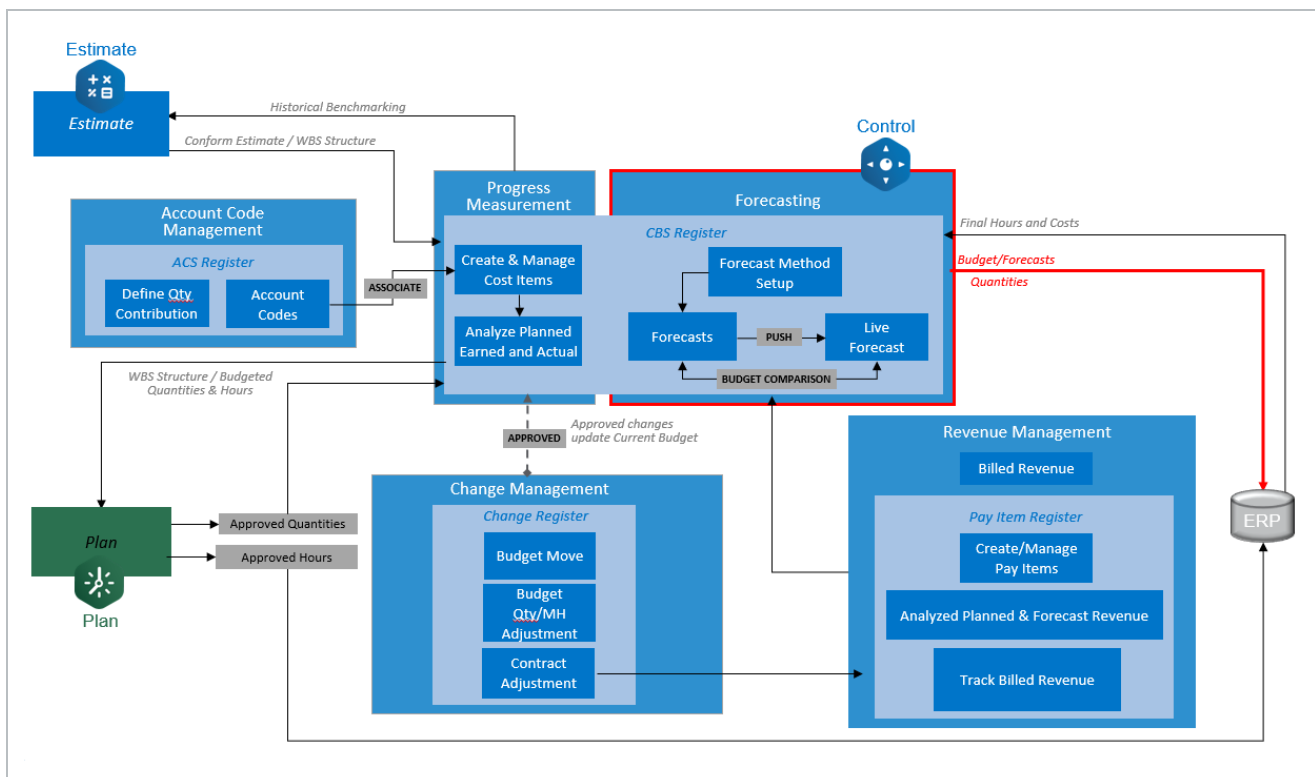 Estimate
Estimate
Historical Benchmarking
Conform Estimate / WBS Structure
Control
Account Code
Management
ACS Register
Define Qty
Contribution
Account
Codes
ASSOCIATE
Progress
Measurement
Forecasting
CBS Register
Create & Manage
Cost Items
Analyze Planned
Earned and Actual
Forecast Method
Setup
Forecasts
PUSH
Live
Forecast
BUDGET COMPARISON
Final Hours and Costs
Budget/Forecasts
Quantities
WBS Structure / Budgeted
Quantities & Hours
APPROVED
Approved changes
update Current Budget
Plan
Plan
Approved Quantities
Approved Hours
Change Management
Change Register
Budget Move
Budget
Qty/MH
Adjustment
Contract
Adjustment
Revenue Management
Billed Revenue
Pay Item Register
Create/Manage
Pay Items
Analyzed Planned & Forecast Revenue
Track Billed Revenue
ERP